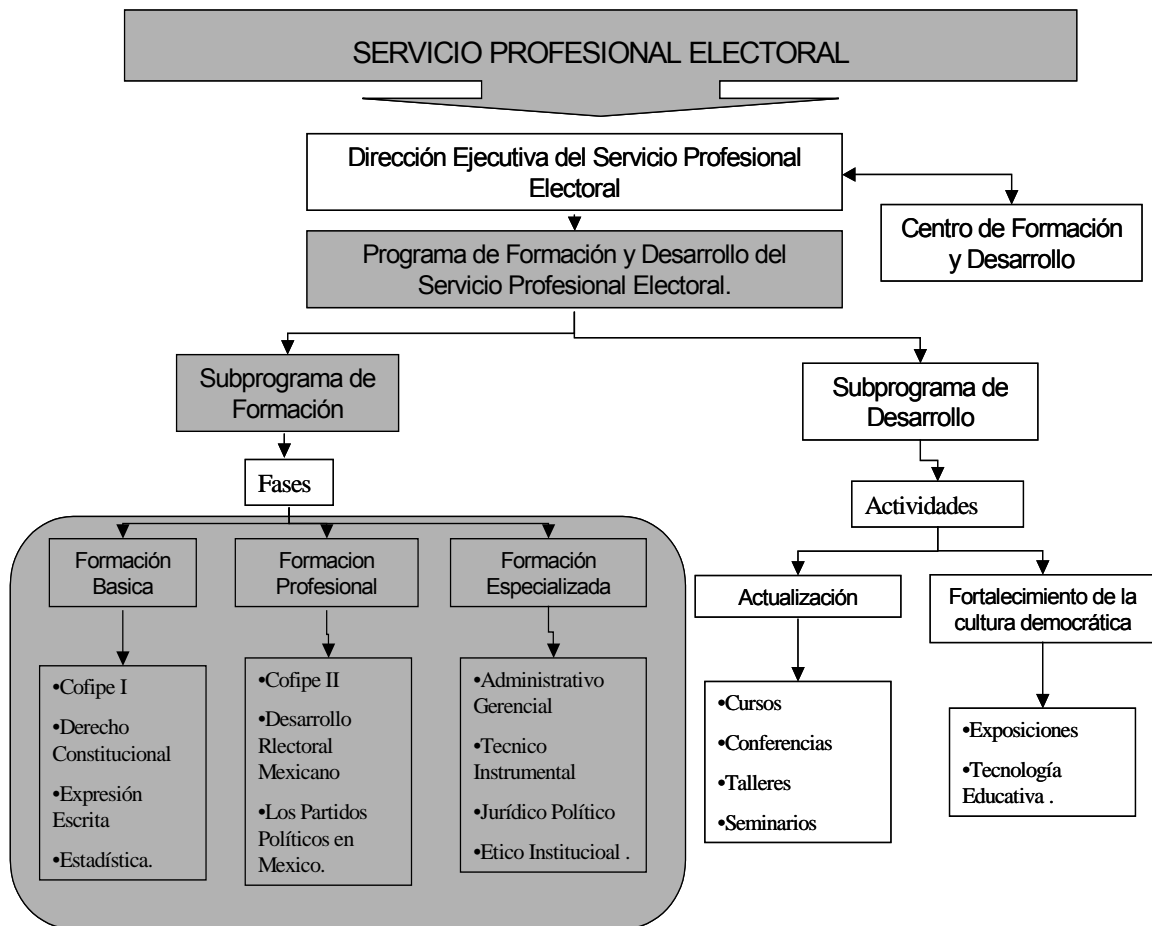 SERVICIO PROFESIONAL ELECTORAL
Dirección Ejecutiva del Servicio Profesional
Electoral
Centro de Formación
y Desarrollo
Programa de Formación y Desarrollo del
Servicio Profesional Electoral.
Subprograma de
Formación
Subprograma de
Desarrollo
Fases
Actividades
Formación
Basica
Formacion
Profesional
Formación
Especializada
Actualización
Fortalecimiento de la
cultura democrática
•Cofipe I
•Derecho
Constitucional
•Expresión
Escrita
•Estadística.
•Cofipe II
•Desarrollo
Rlectoral
Mexicano
•Los Partidos
Políticos en
Mexico.
•Administrativo
Gerencial
•Tecnico
Instrumental
•Jurídico Político
•Etico Institucioal .
•Cursos
•Conferencias
•Talleres
•Seminarios
•Exposiciones
•Tecnología
Educativa .